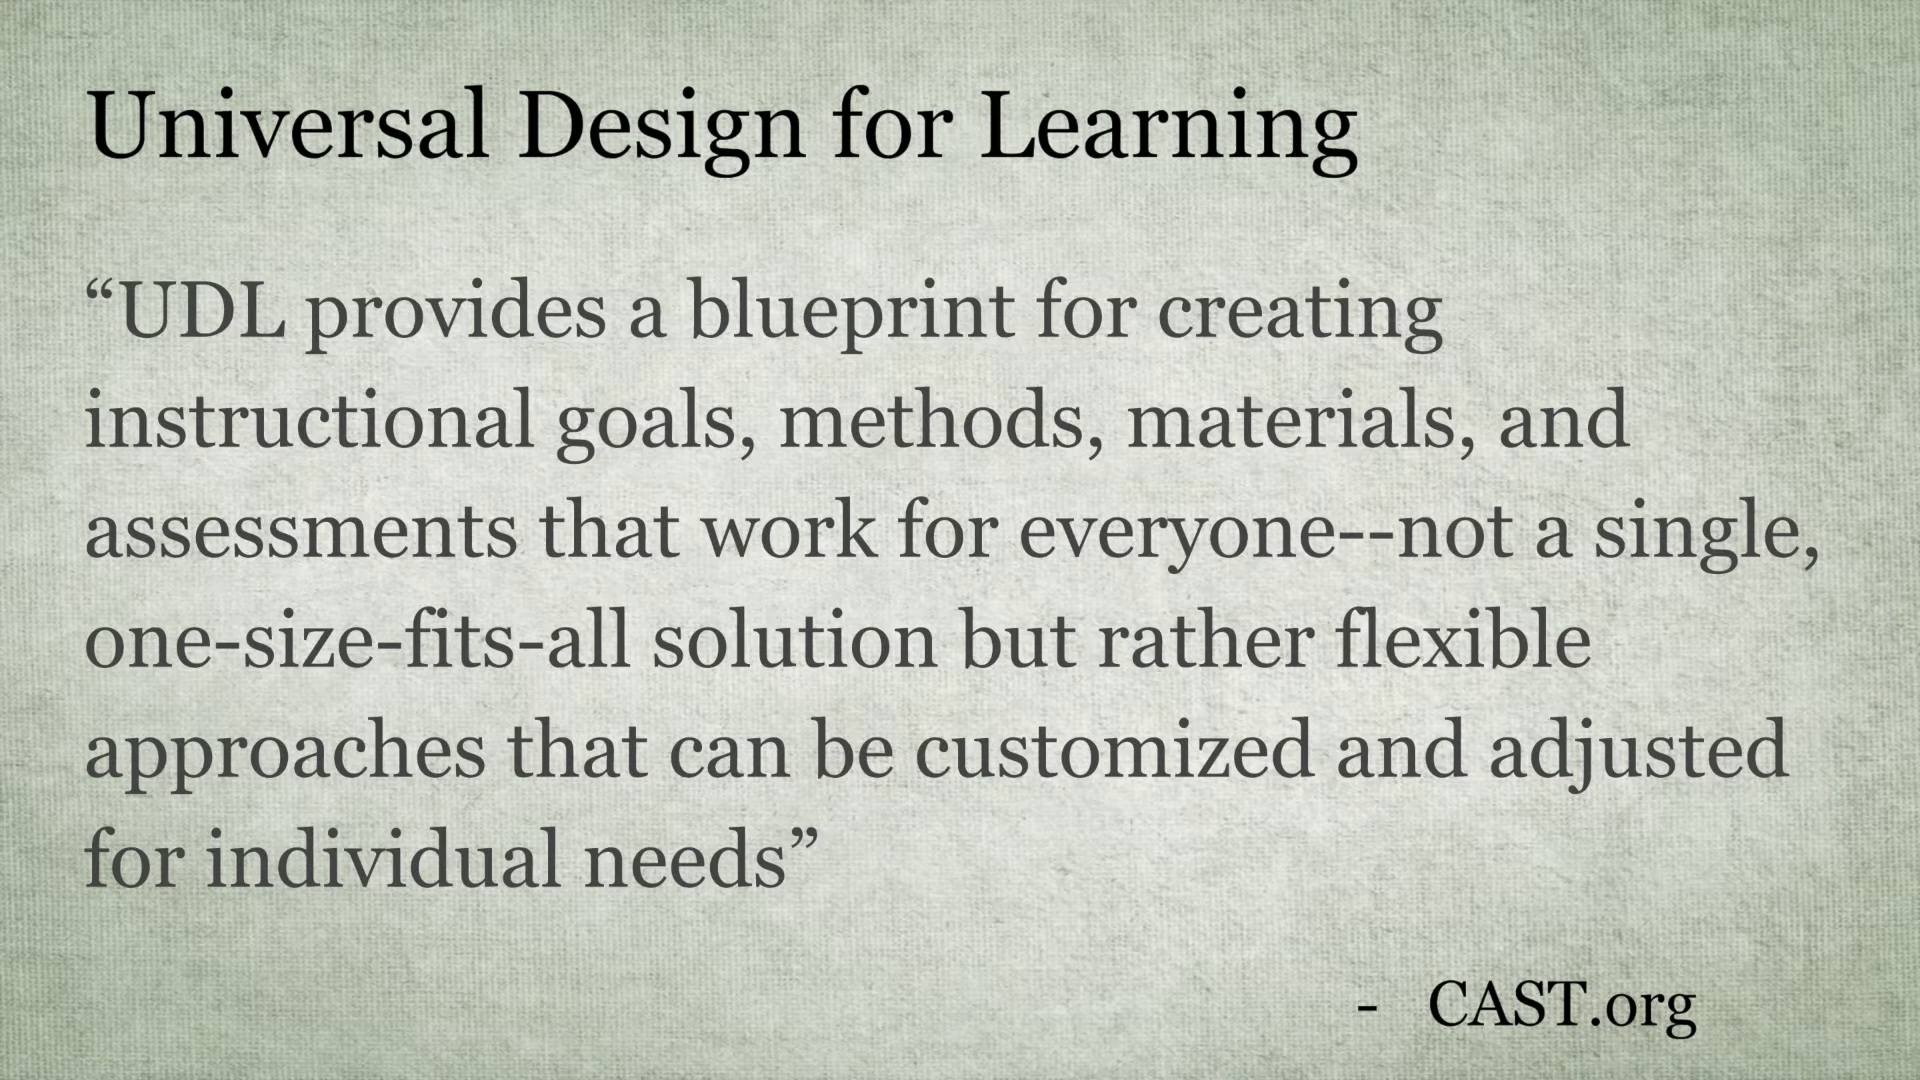 Universal Design for Learning
“UDL provides a blueprint for creating
instructional goals, methods, materials, and
assessments that work for everyone--not a single,
one-size-fits-all solution but rather flexible
approaches that can be customized and adjusted
for individual needs”
- CAST.org